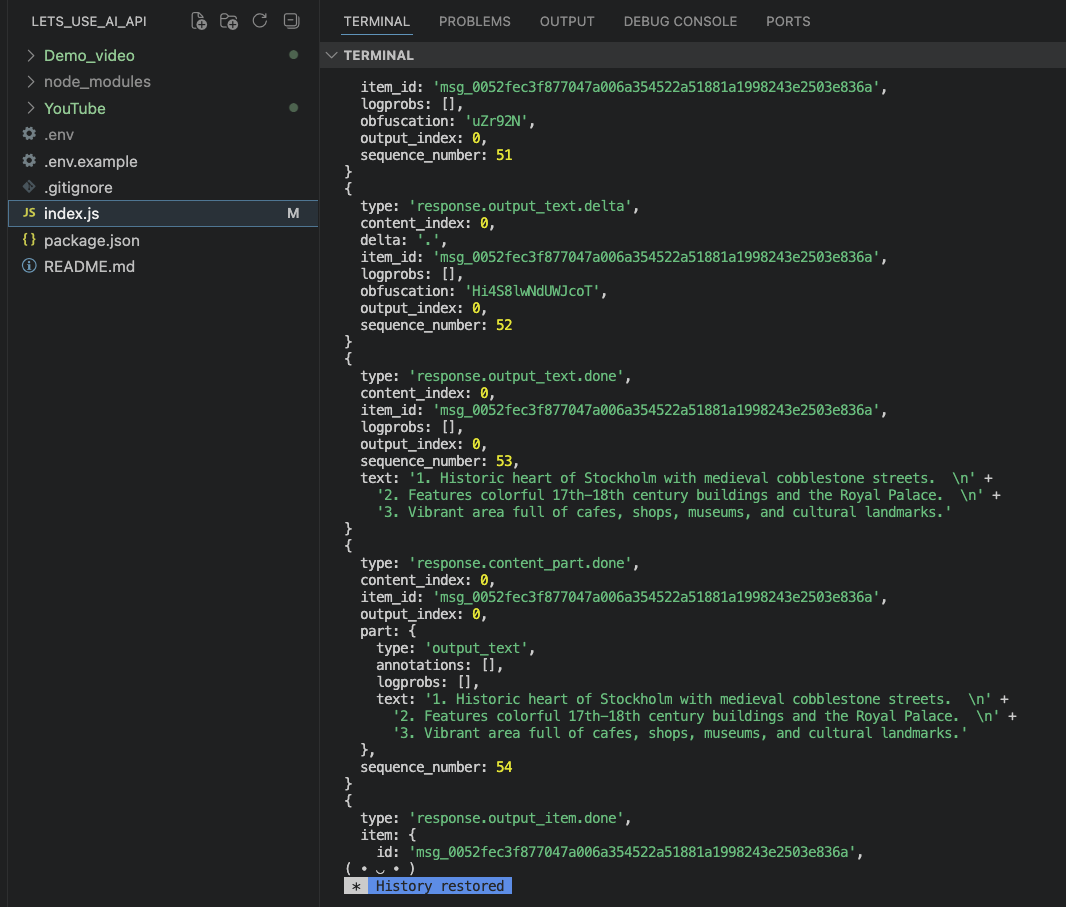 LETS_USE_AI_API
Demo_video
node_modules
YouTube
.env
.env.example
.gitignore
JS index.js M
{} package.json
README.md
TERMINAL PROBLEMS OUTPUT DEBUG CONSOLE PORTS
TERMINAL
item_id: 'msg_0052fec3f877047a006a354522a51881a1998243e2503e836a',
logprobs: [],
obfuscation: 'uZr92N',
output_index: 0,
sequence_number: 51
}
{
type: 'response.output_text.delta',
content_index: 0,
delta: '.',
item_id: 'msg_0052fec3f877047a006a354522a51881a1998243e2503e836a',
logprobs: [],
obfuscation: 'Hi4S8lwNdUWJcoT',
output_index: 0,
sequence_number: 52
}
{
type: 'response.output_text.done',
content_index: 0,
item_id: 'msg_0052fec3f877047a006a354522a51881a1998243e2503e836a',
logprobs: [],
output_index: 0,
sequence_number: 53,
text: '1. Historic heart of Stockholm with medieval cobblestone streets.  \n' +
'2. Features colorful 17th–18th century buildings and the Royal Palace.  \n' +
'3. Vibrant area full of cafes, shops, museums, and cultural landmarks.'
}
{
type: 'response.content_part.done',
content_index: 0,
item_id: 'msg_0052fec3f877047a006a354522a51881a1998243e2503e836a',
output_index: 0,
part: {
type: 'output_text',
annotations: [],
logprobs: [],
text: '1. Historic heart of Stockholm with medieval cobblestone streets.  \n' +
'2. Features colorful 17th–18th century buildings and the Royal Palace.  \n' +
'3. Vibrant area full of cafes, shops, museums, and cultural landmarks.'
},
sequence_number: 54
}
{
type: 'response.output_item.done',
item: {
id: 'msg_0052fec3f877047a006a354522a51881a1998243e2503e836a',
( • ◡ • )
* History restored